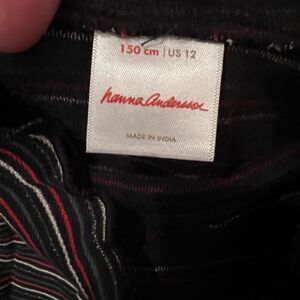 150 cm | US 12
hanna andersson
MADE IN INDIA